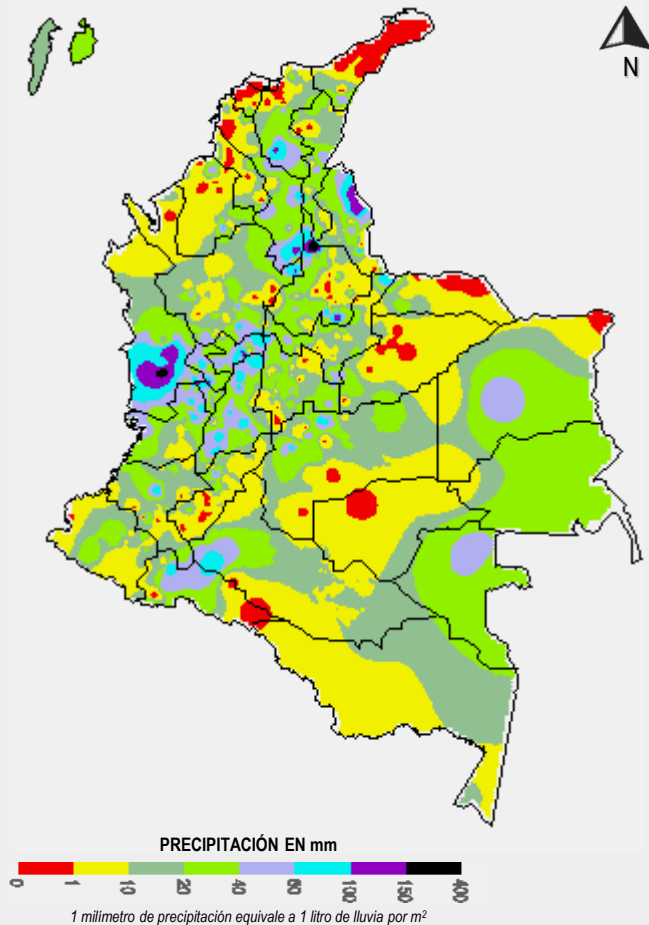 N
PRECIPITACIÓN EN mm
0 1 10 20 40 60 100 150 400
1 milímetro de precipitación equivale a 1 litro de lluvia por m²